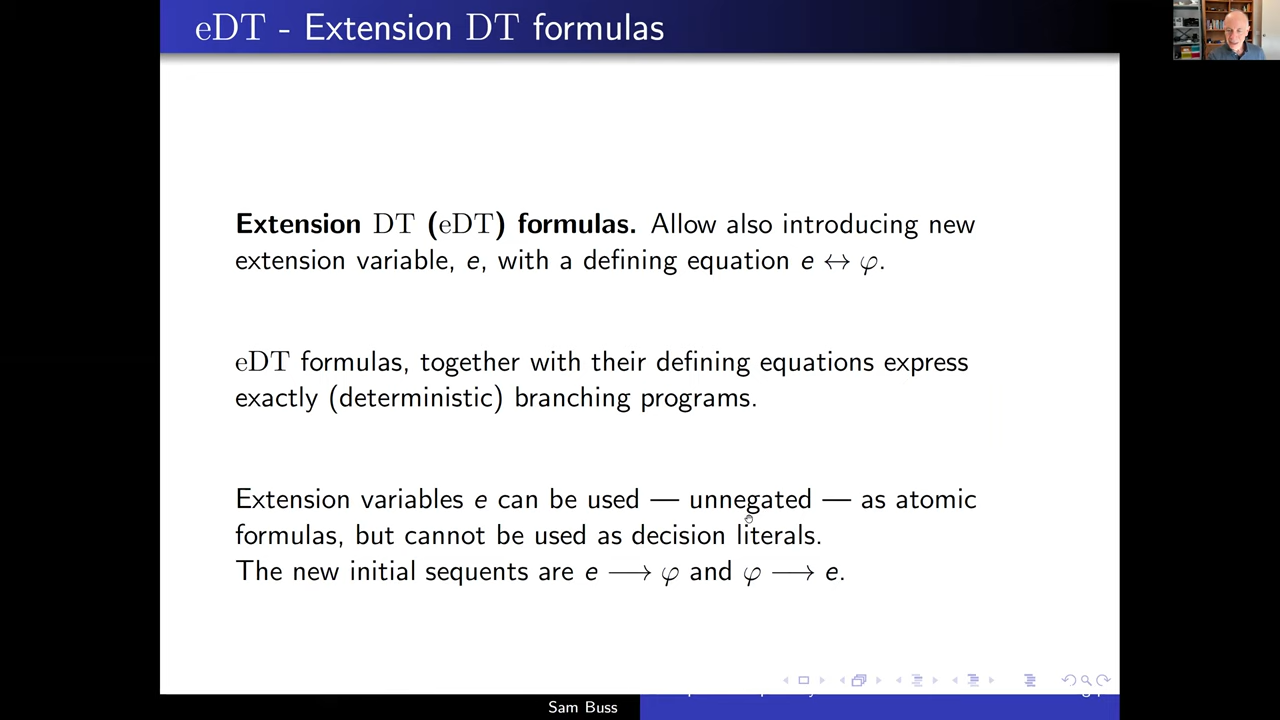 eDT - Extension DT formulas
Extension DT (eDT) formulas. Allow also introducing new
extension variable, e, with a defining equation e ↔ φ.
eDT formulas, together with their defining equations express
exactly (deterministic) branching programs.
Extension variables e can be used — unnegated — as atomic
formulas, but cannot be used as decision literals.
The new initial sequents are e ⟶ φ and φ ⟶ e.
Sam Buss